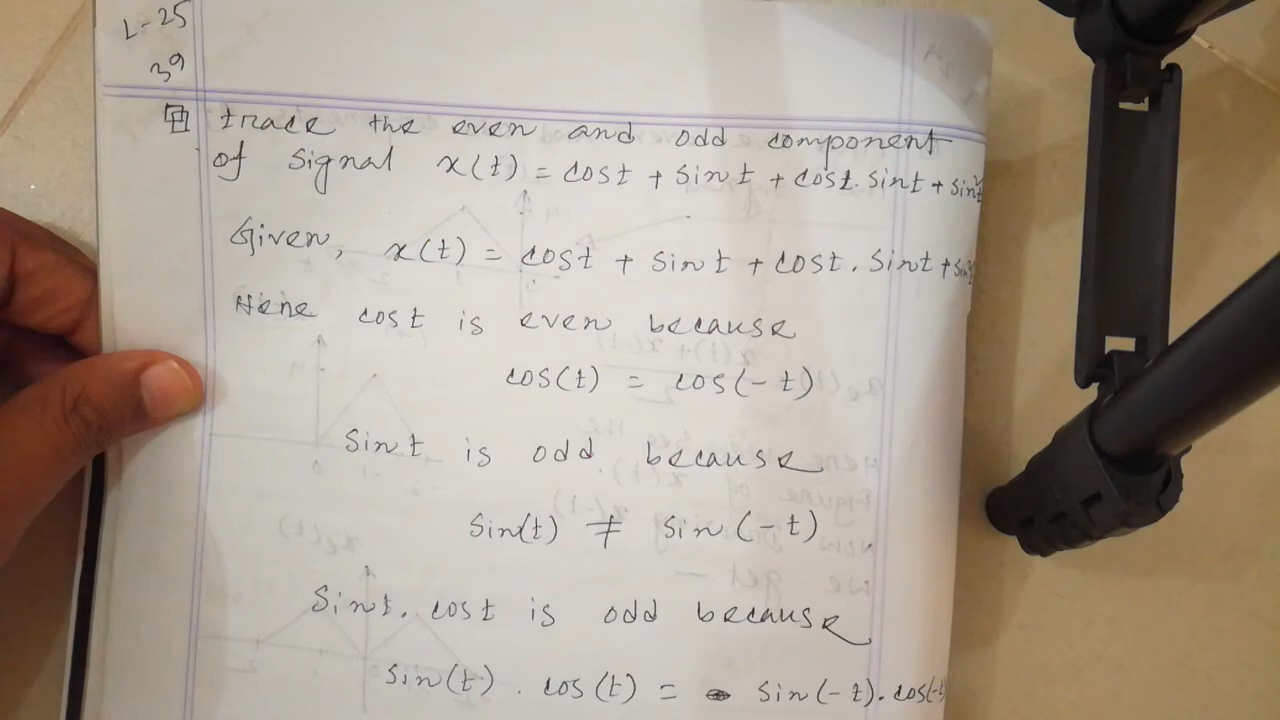 L-25
39
trace the even and odd component
of signal x(t) = cost + sint + cost. sint + sin²t
Given, x(t) = cost + sint + cost. sint + sin²
Here cost is even because
cos(t) = cos(-t)
sint is odd because
sin(t) ≠ sin(-t)
sint. cost is odd because
sin(t). cos(t) = sin(-t). cos(-t)